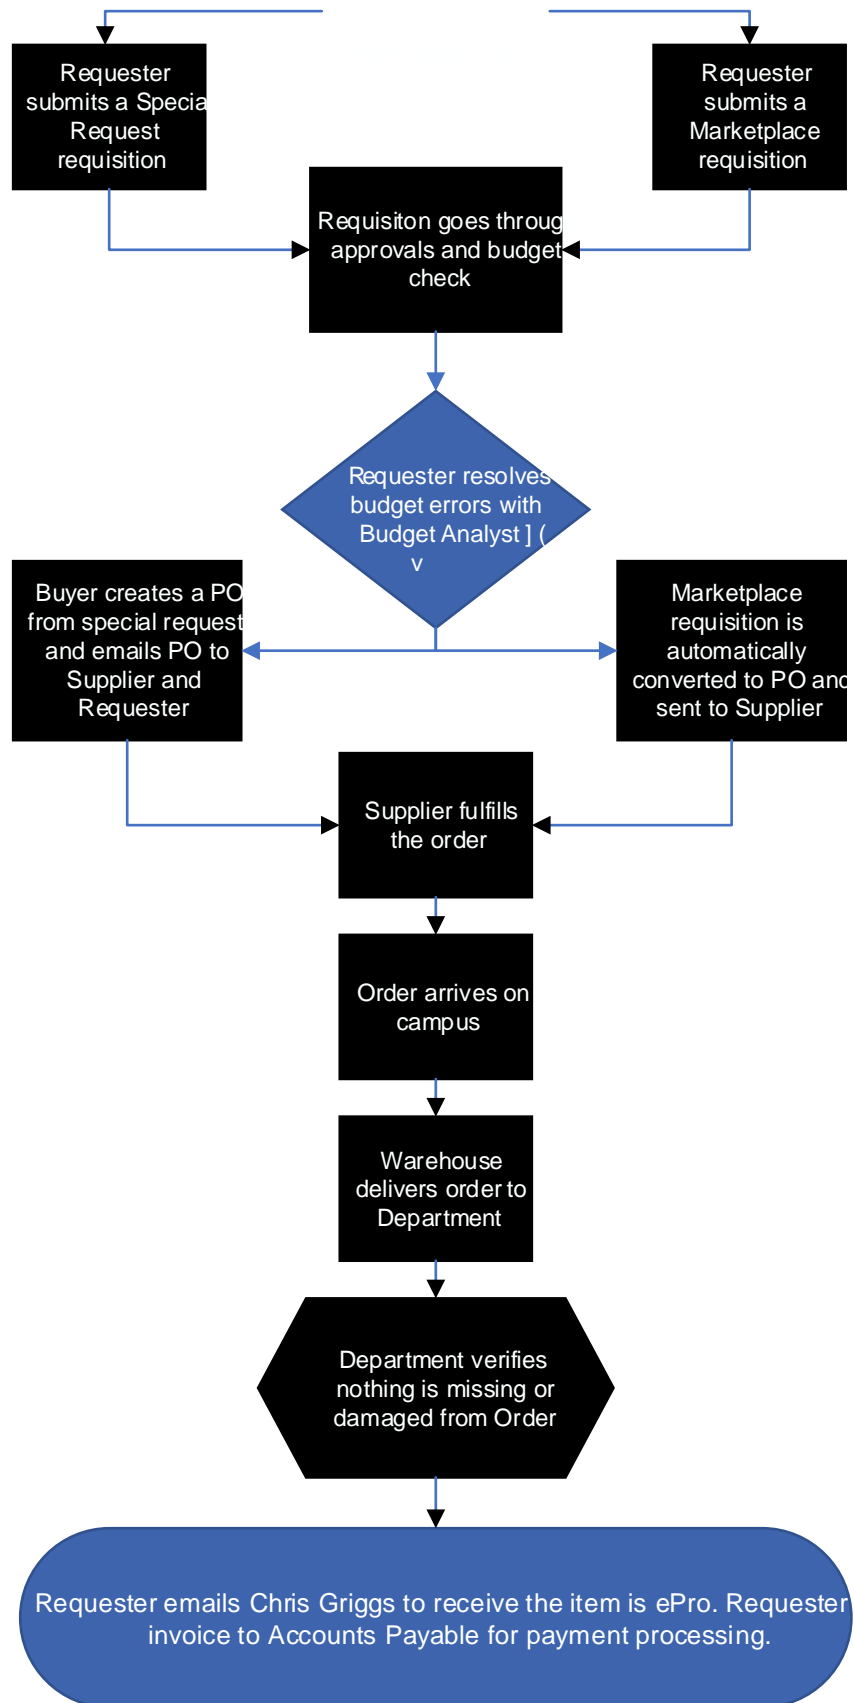 Requester
submits a Specia
Request
requisition
Requester
submits a
Marketplace
requisition
Requisiton goes throug
approvals and budget
check
Requester resolves
budget errors with
Budget Analyst ] (
v
Buyer creates a PO
from special request
and emails PO to
Supplier and
Requester
Marketplace
requisition is
automatically
converted to PO and
sent to Supplier
Supplier fulfills
the order
Order arrives on
campus
Warehouse
delivers order to
Department
Department verifies
nothing is missing or
damaged from Order
Requester emails Chris Griggs to receive the item is ePro. Requester
invoice to Accounts Payable for payment processing.